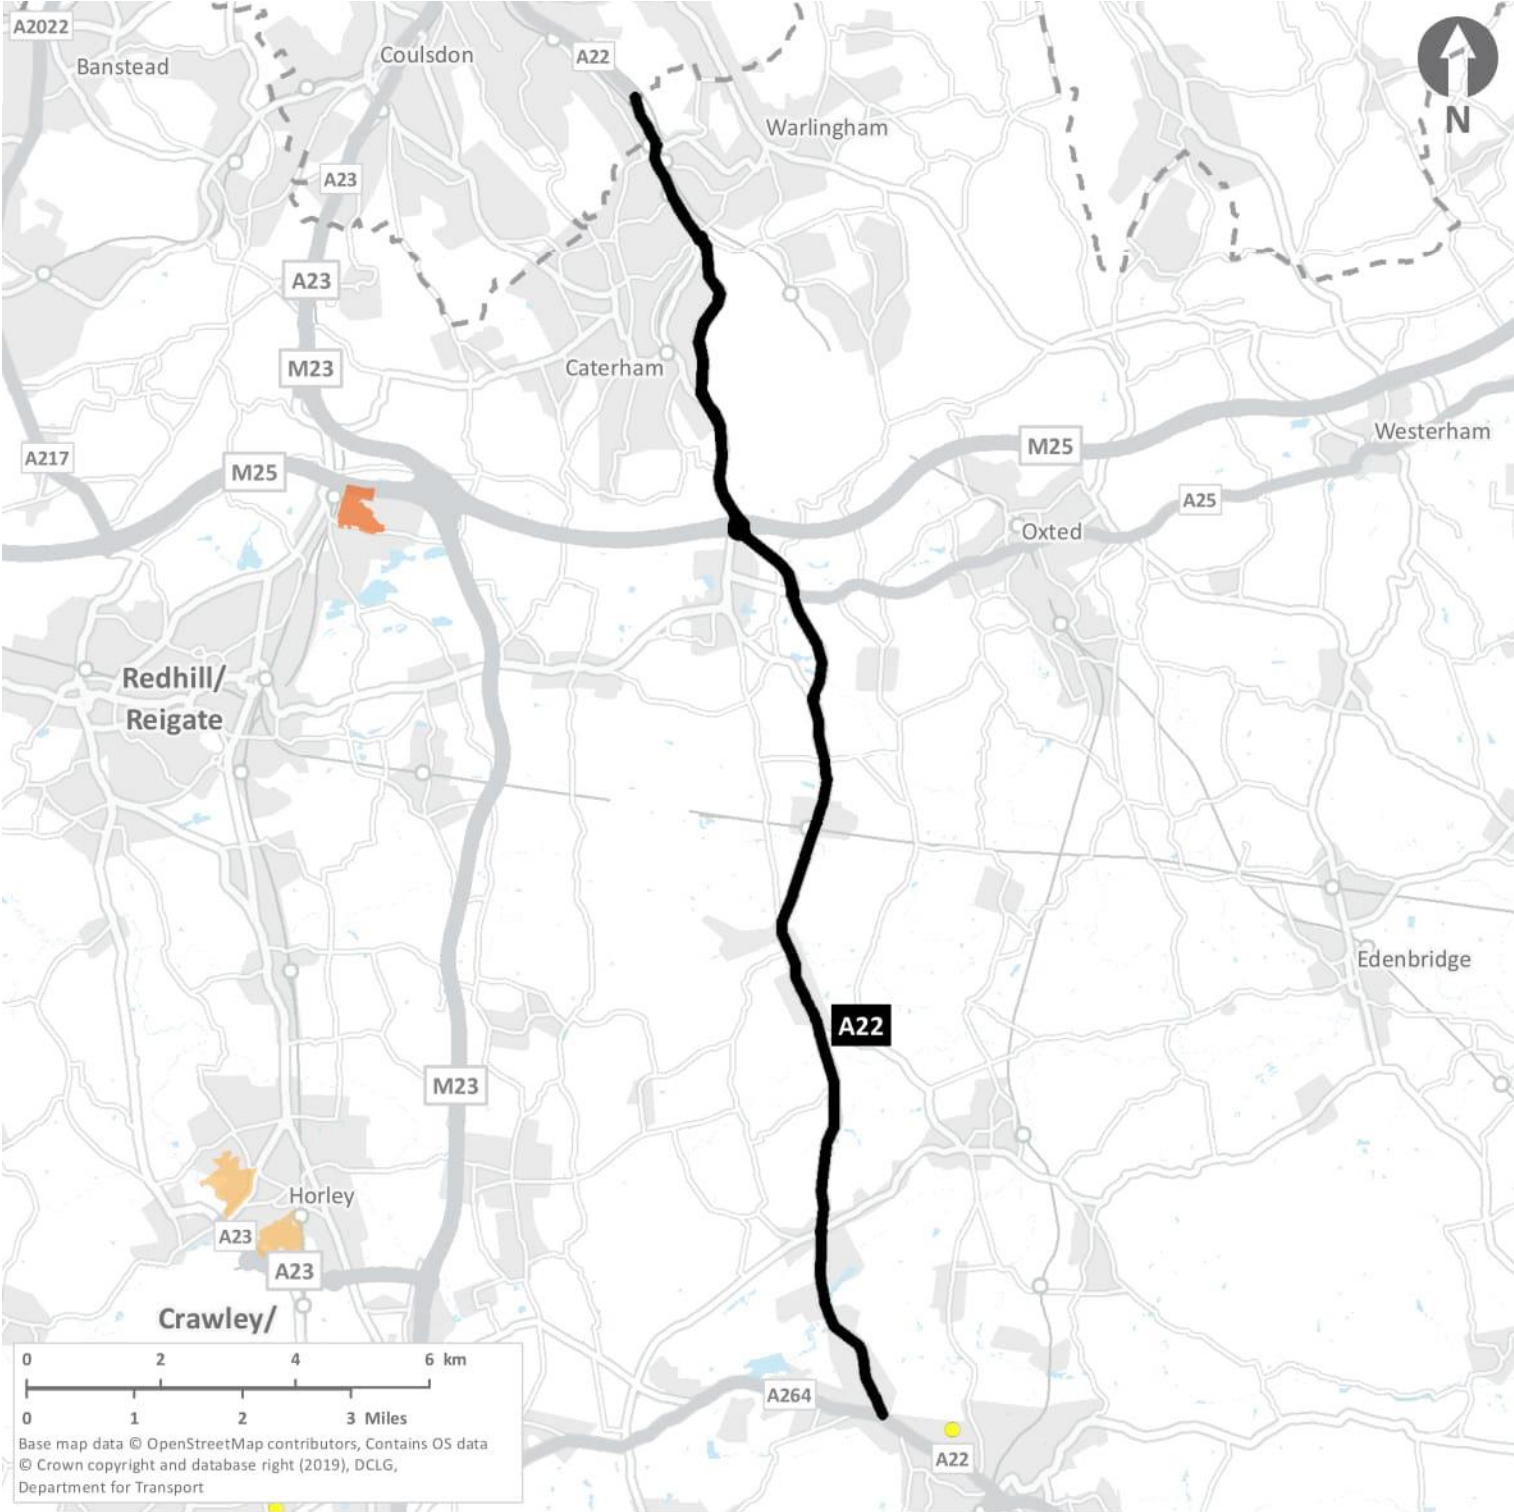 A2022
Banstead
Coulsdon
A22
N
Warlingham
A23
A23
M23
Caterham
Westerham
A217
M25
M25
A25
Oxted
Redhill/
Reigate
Edenbridge
A22
M23
Horley
A23
A23
Crawley/
0 2 4 6 km
0 1 2 3 Miles
A264
A22
Base map data © OpenStreetMap contributors, Contains OS data
© Crown copyright and database right (2019), DCLG,
Department for Transport